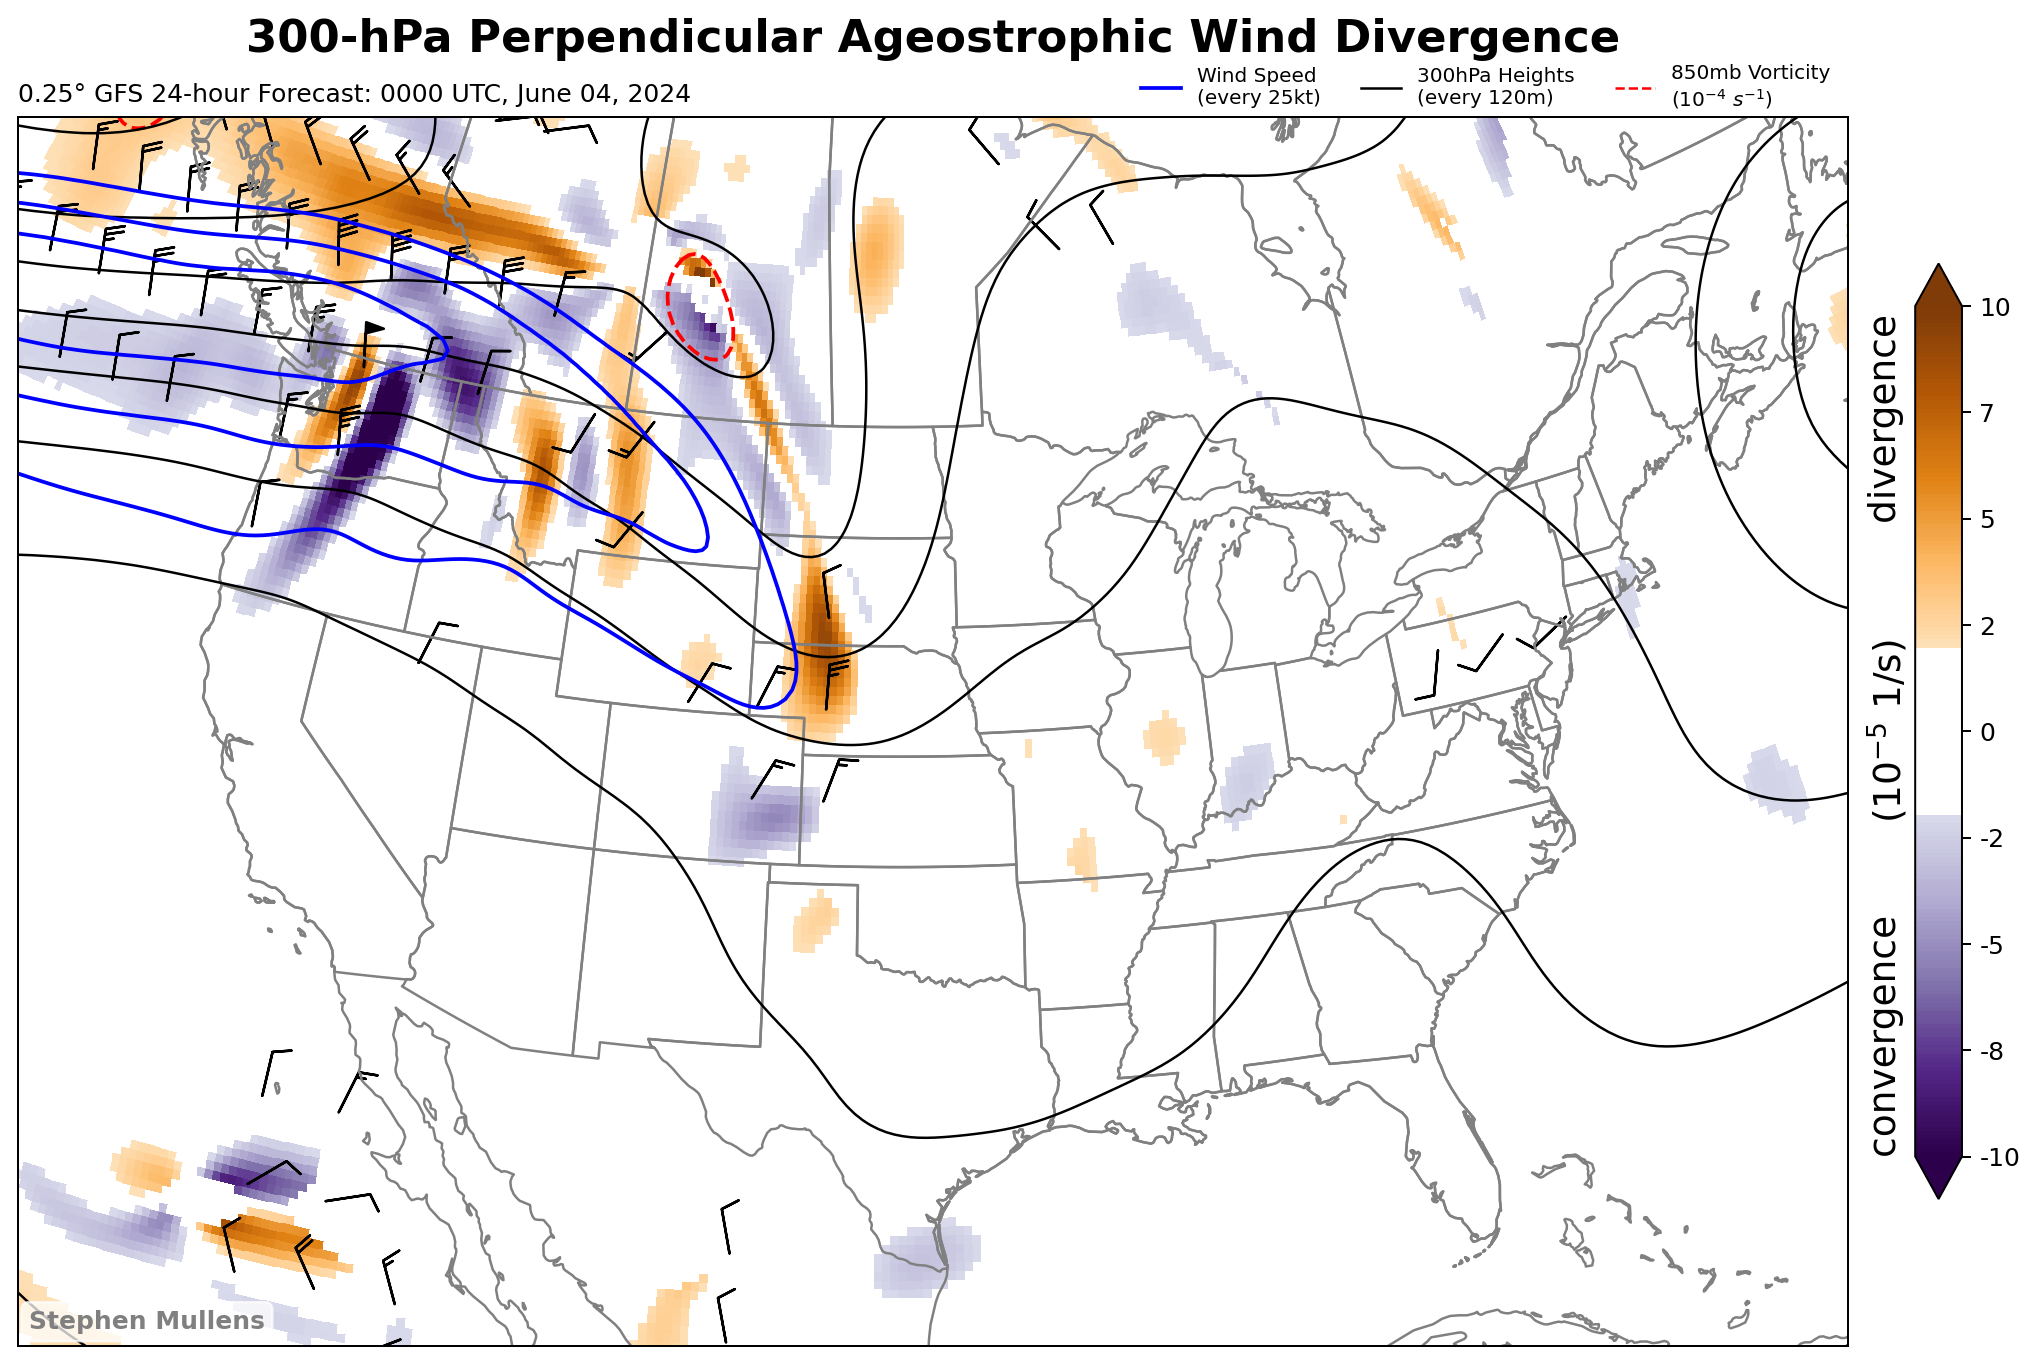 300-hPa Perpendicular Ageostrophic Wind Divergence
0.25° GFS 24-hour Forecast: 0000 UTC, June 04, 2024
Wind Speed
(every 25kt)
300hPa Heights
(every 120m)
850mb Vorticity
(10⁻⁴ s⁻¹)
10
7
5
2
0
-2
-5
-8
-10
convergence (10⁻⁵ 1/s) divergence
Stephen Mullens